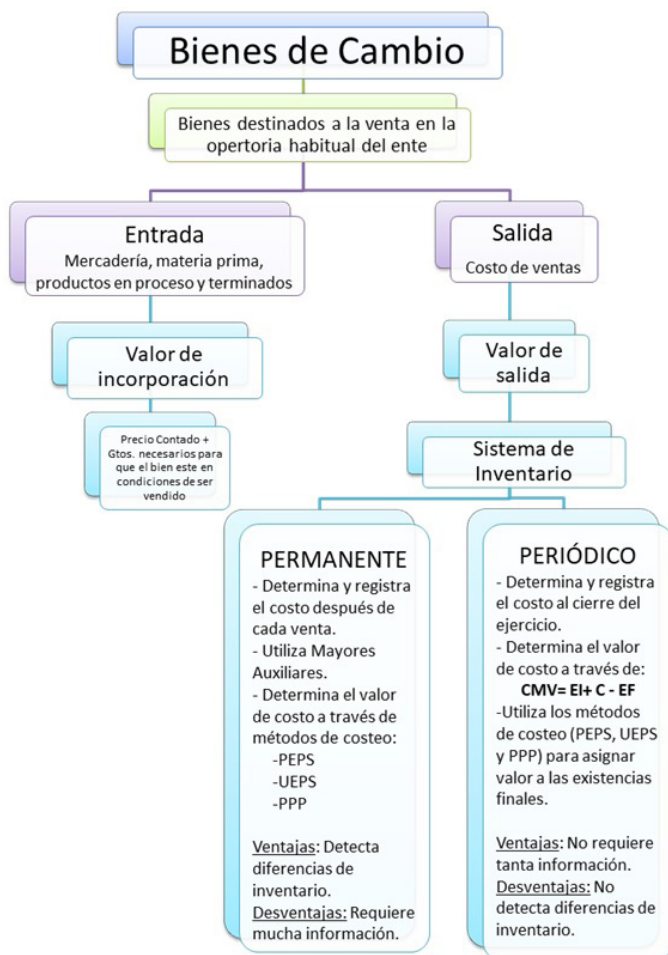 Bienes de Cambio
Bienes destinados a la venta en la
opertoria habitual del ente
Entrada
Mercadería, materia prima,
productos en proceso y terminados
Salida
Costo de ventas
Valor de
incorporación
Valor de
salida
Precio Contado +
Gtos. necesarios para
que el bien este en
condiciones de ser
vendido
Sistema de
Inventario
PERMANENTE
- Determina y registra
el costo después de
cada venta.
- Utiliza Mayores
Auxiliares.
- Determina el valor
de costo a través de
métodos de costeo:
-PEPS
-UEPS
-PPP
Ventajas: Detecta
diferencias de
inventario.
Desventajas: Requiere
mucha información.
PERIÓDICO
- Determina y registra
el costo al cierre del
ejercicio.
- Determina el valor
de costo a través de:
CMV= EI+ C - EF
-Utiliza los métodos
de costeo (PEPS, UEPS
y PPP) para asignar
valor a las existencias
finales.
Ventajas: No requiere
tanta información.
Desventajas: No
detecta diferencias de
inventario.